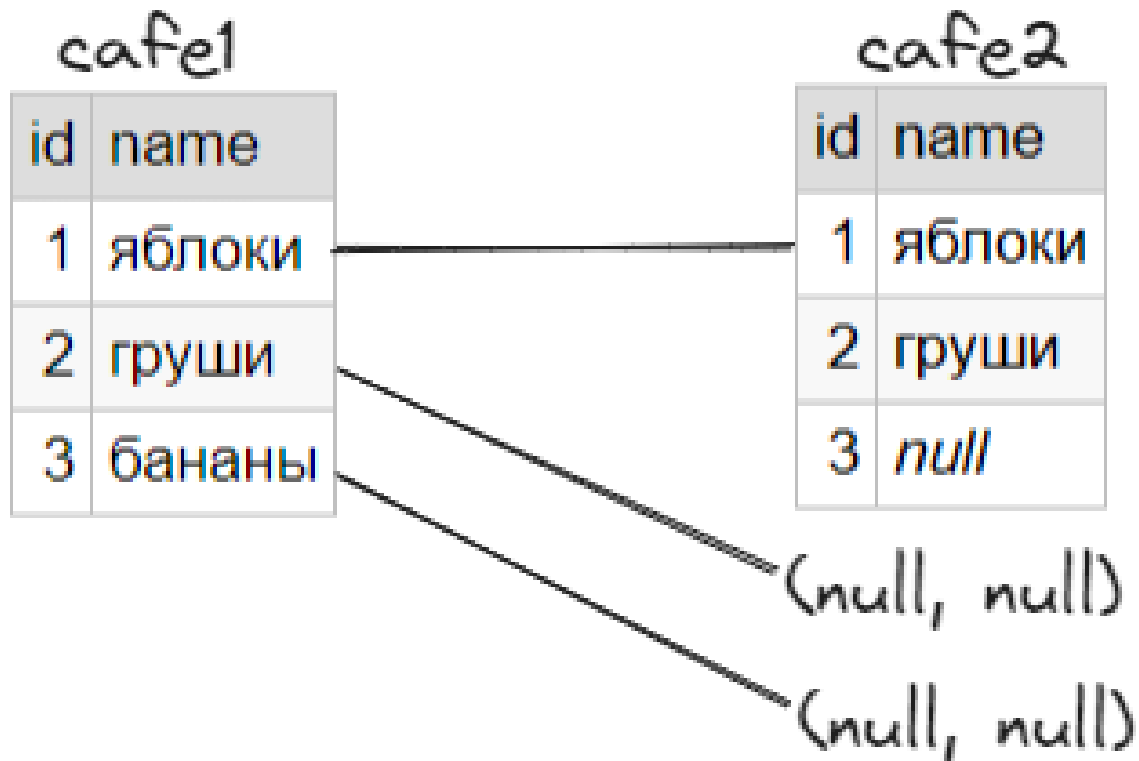 cafe1
id name
1 яблоки
2 груши
3 бананы
cafe2
id name
1 яблоки
2 груши
3 null
(null, null)
(null, null)